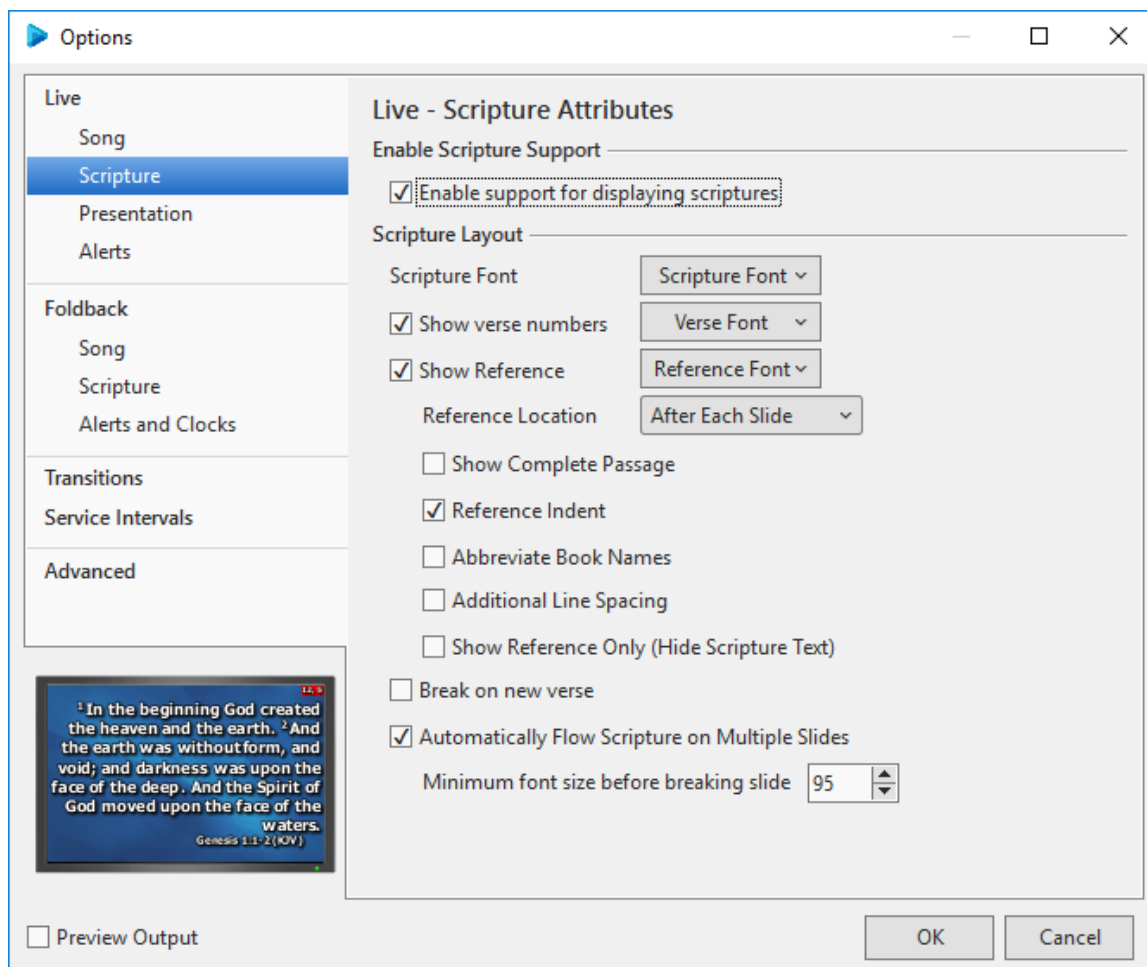 Options
Live
Song
Scripture
Presentation
Alerts
Foldback
Song
Scripture
Alerts and Clocks
Transitions
Service Intervals
Advanced
Live - Scripture Attributes
Enable Scripture Support
Enable support for displaying scriptures
Scripture Layout
Scripture Font Scripture Font
Show verse numbers Verse Font
Show Reference Reference Font
Reference Location After Each Slide
Show Complete Passage
Reference Indent
Abbreviate Book Names
Additional Line Spacing
Show Reference Only (Hide Scripture Text)
Break on new verse
Automatically Flow Scripture on Multiple Slides
Minimum font size before breaking slide 95
1 In the beginning God created
the heaven and the earth. 2 And
the earth was without form, and
void; and darkness was upon the
face of the deep. And the Spirit of
God moved upon the face of the
waters.
Genesis 1:1-2 (KJV)
Preview Output
OK Cancel